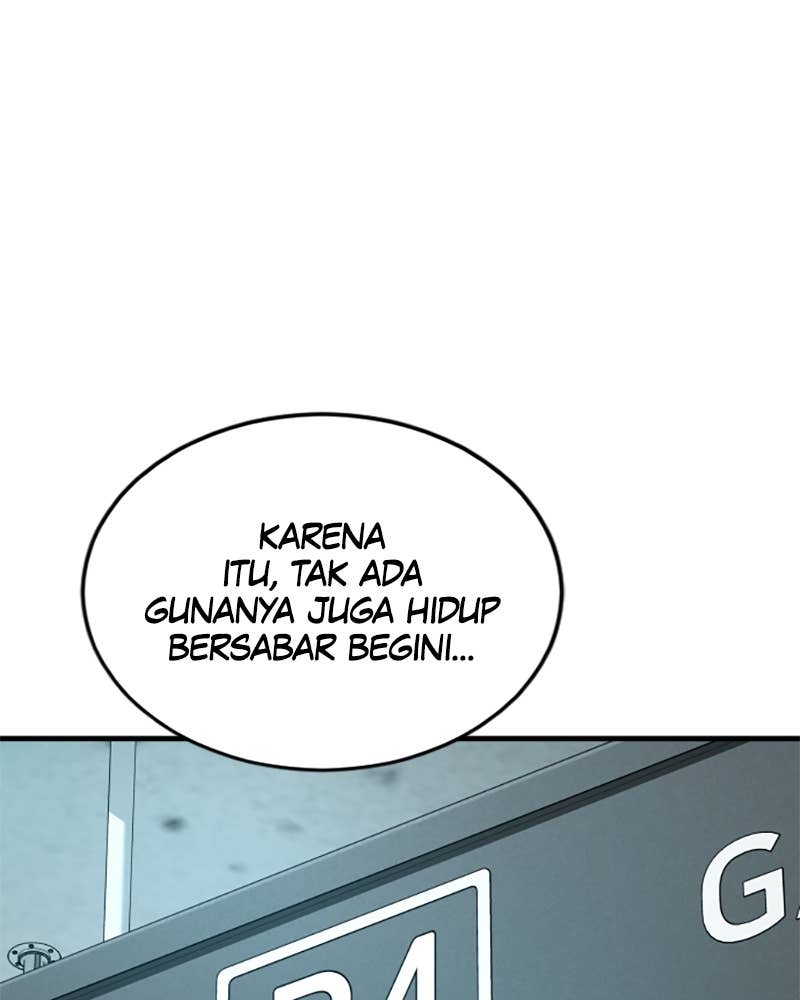 KARENA
ITU, TAK ADA
GUNANYA JUGA HIDUP
BERSABAR BEGINI...
G